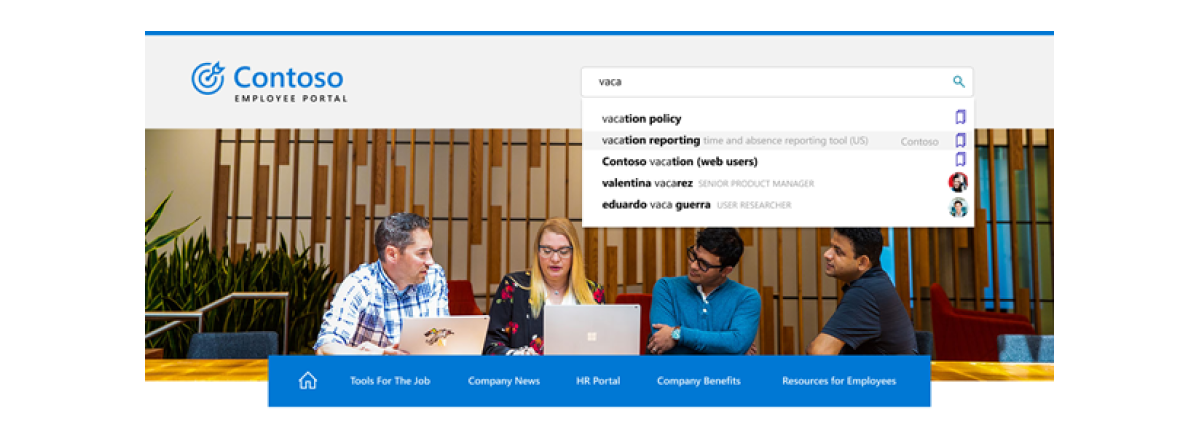 Contoso
EMPLOYEE PORTAL
vaca
vacation policy
vacation reporting time and absence reporting tool (US) Contoso
Contoso vacation (web users)
valentina vacarez SENIOR PRODUCT MANAGER
eduardo vaca guerra USER RESEARCHER
Tools For The Job Company News HR Portal Company Benefits Resources for Employees